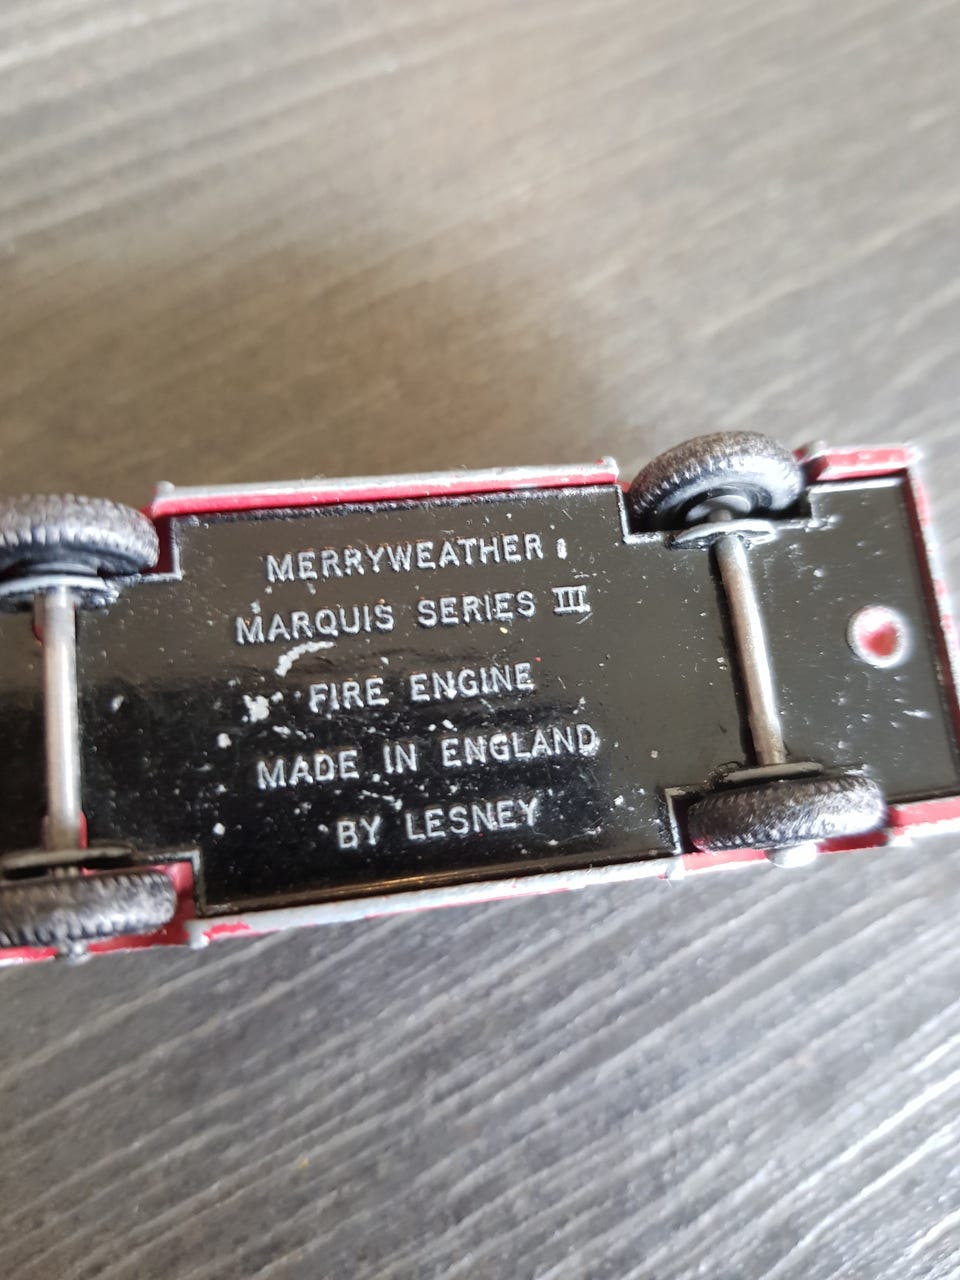 MERRYWEATHER
MARQUIS SERIES III
FIRE ENGINE
MADE IN ENGLAND
BY LESNEY